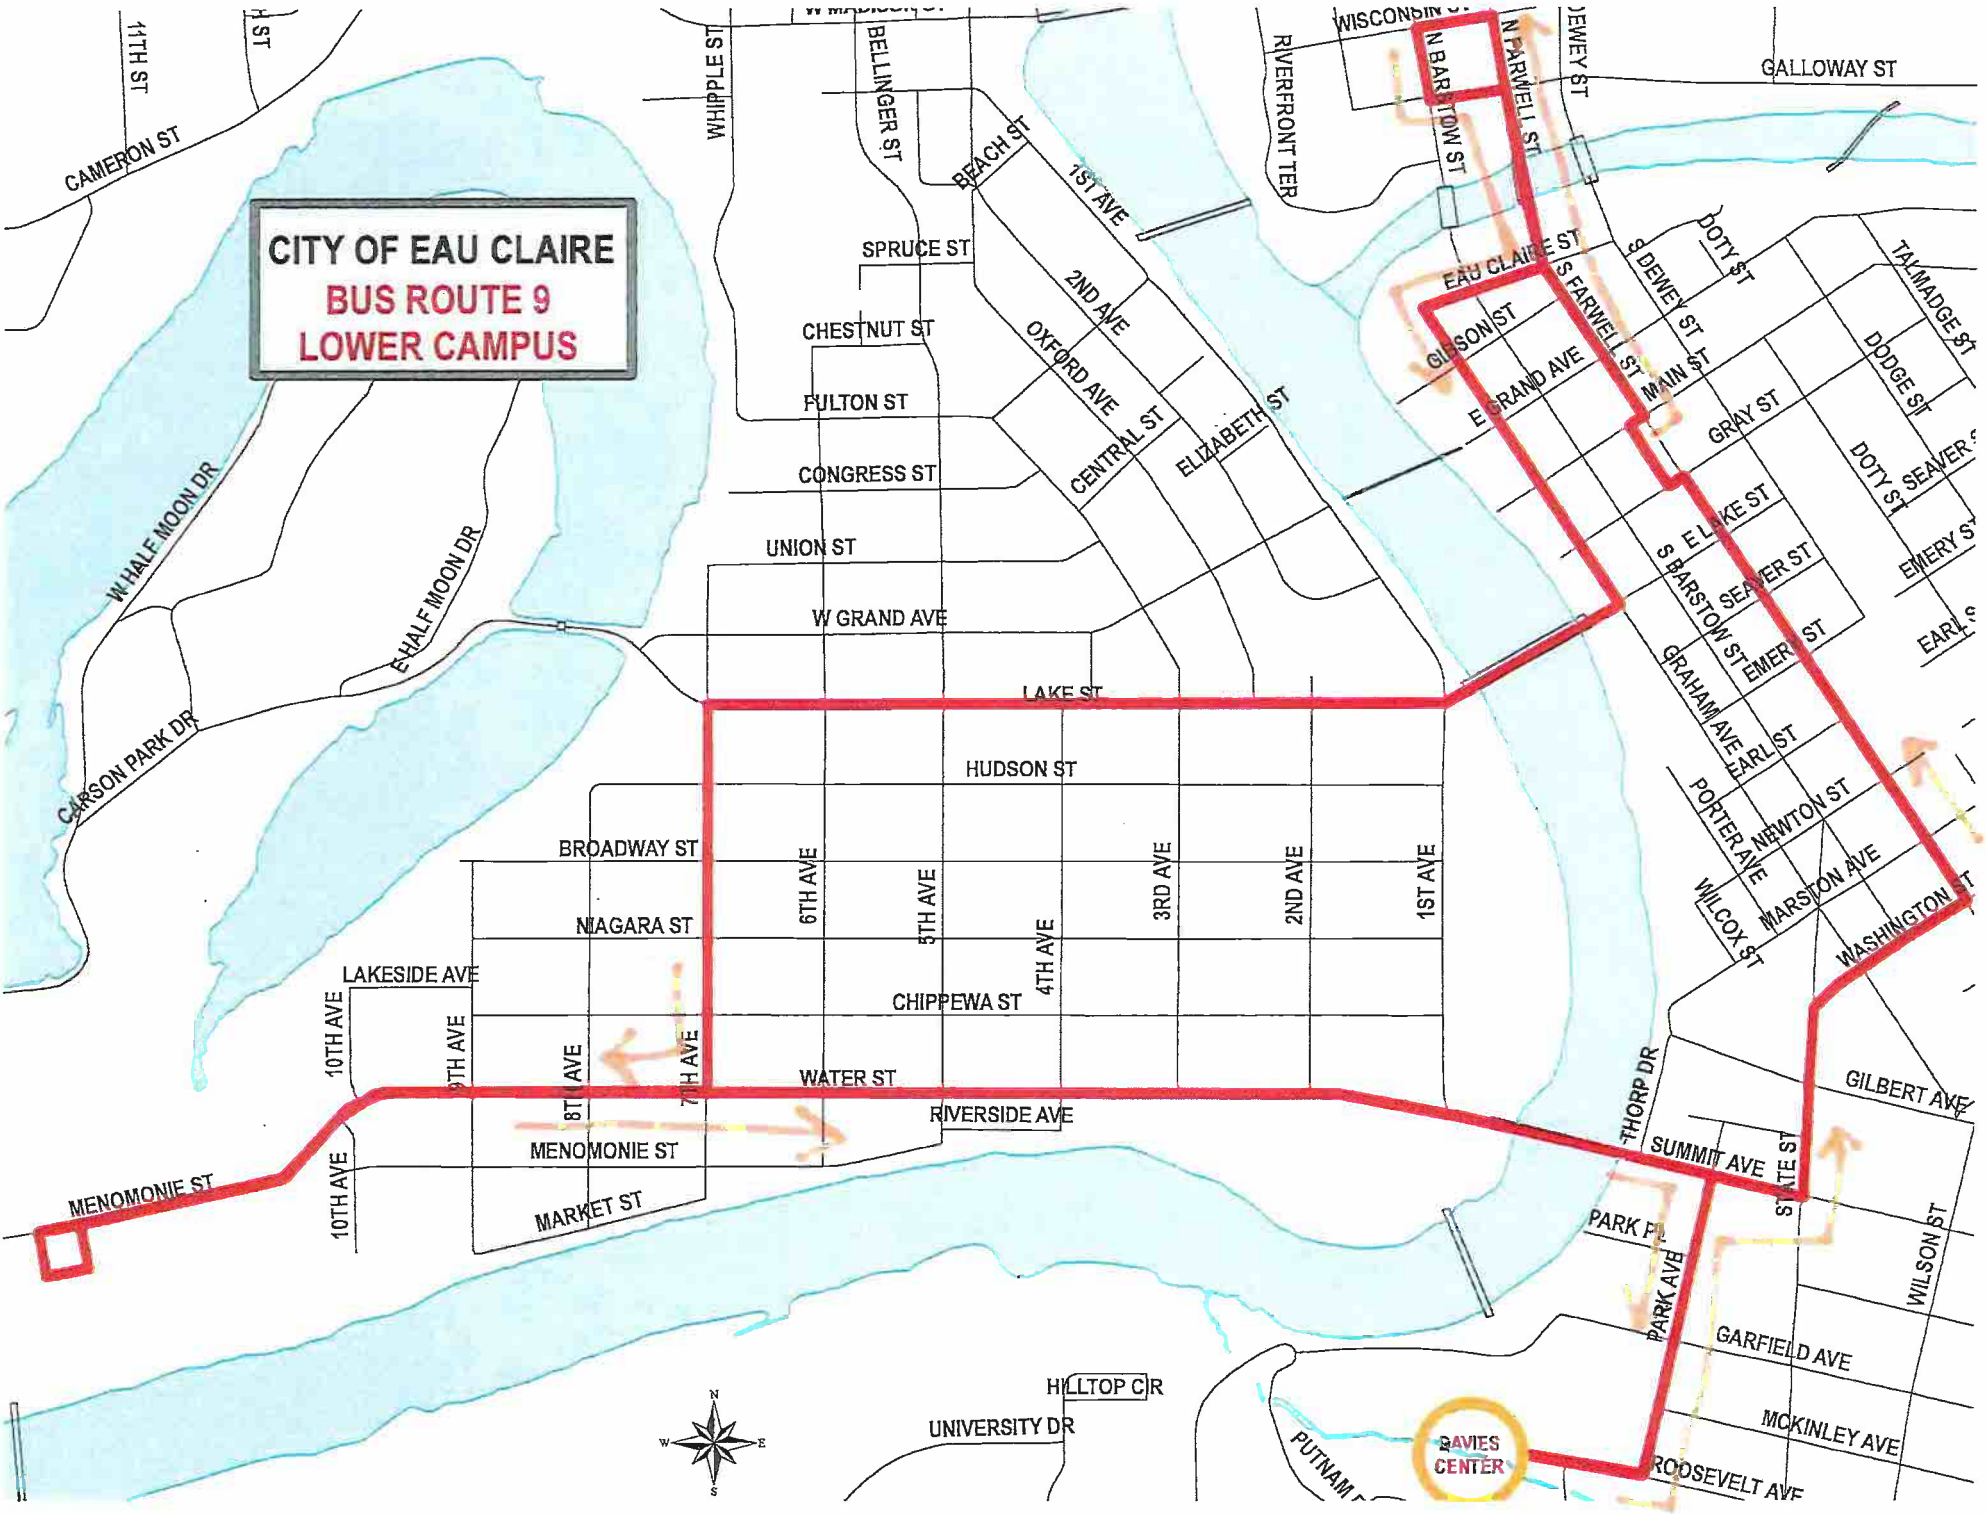 11TH ST
H ST
CAMERON ST
W MADISON ST
WHIPPLE ST
BELLINGER ST
BEACH ST
1ST AVE
RIVERFRONT TER
WISCONSIN ST
N BARSTOW ST
N FARWELL ST
DEWEY ST
GALLOWAY ST
CITY OF EAU CLAIRE
BUS ROUTE 9
LOWER CAMPUS
SPRUCE ST
CHESTNUT ST
FULTON ST
CONGRESS ST
UNION ST
W GRAND AVE
2ND AVE
OXFORD AVE
CENTRAL ST
ELIZABETH ST
EAU CLAIRE ST
GIBSON ST
E GRAND AVE
S FARWELL ST
S DEWEY ST
MAIN ST
DOTY ST
TALMADGE ST
DODGE ST
GRAY ST
DOTY ST
SEAVER S
EMERY ST
EARL S
E LAKE ST
SEAVER ST
S BARSTOW ST
EMERY ST
GRAHAM AVE
EARL ST
PORTER AVE
NEWTON ST
MARSTON AVE
WILCOX ST
WASHINGTON ST
W HALF MOON DR
E HALF MOON DR
CARSON PARK DR
LAKE ST
HUDSON ST
BROADWAY ST
NIAGARA ST
LAKESIDE AVE
CHIPPEWA ST
10TH AVE
9TH AVE
8TH AVE
7TH AVE
6TH AVE
5TH AVE
4TH AVE
3RD AVE
2ND AVE
1ST AVE
WATER ST
RIVERSIDE AVE
MENOMONIE ST
MENOMONIE ST
10TH AVE
MARKET ST
THORP DR
GILBERT AVE
SUMMIT AVE
STATE ST
PARK PL
PARK AVE
WILSON ST
GARFIELD AVE
MCKINLEY AVE
ROOSEVELT AVE
HILLTOP CIR
UNIVERSITY DR
PUTNAM
DAVIES
CENTER
N
W E
S